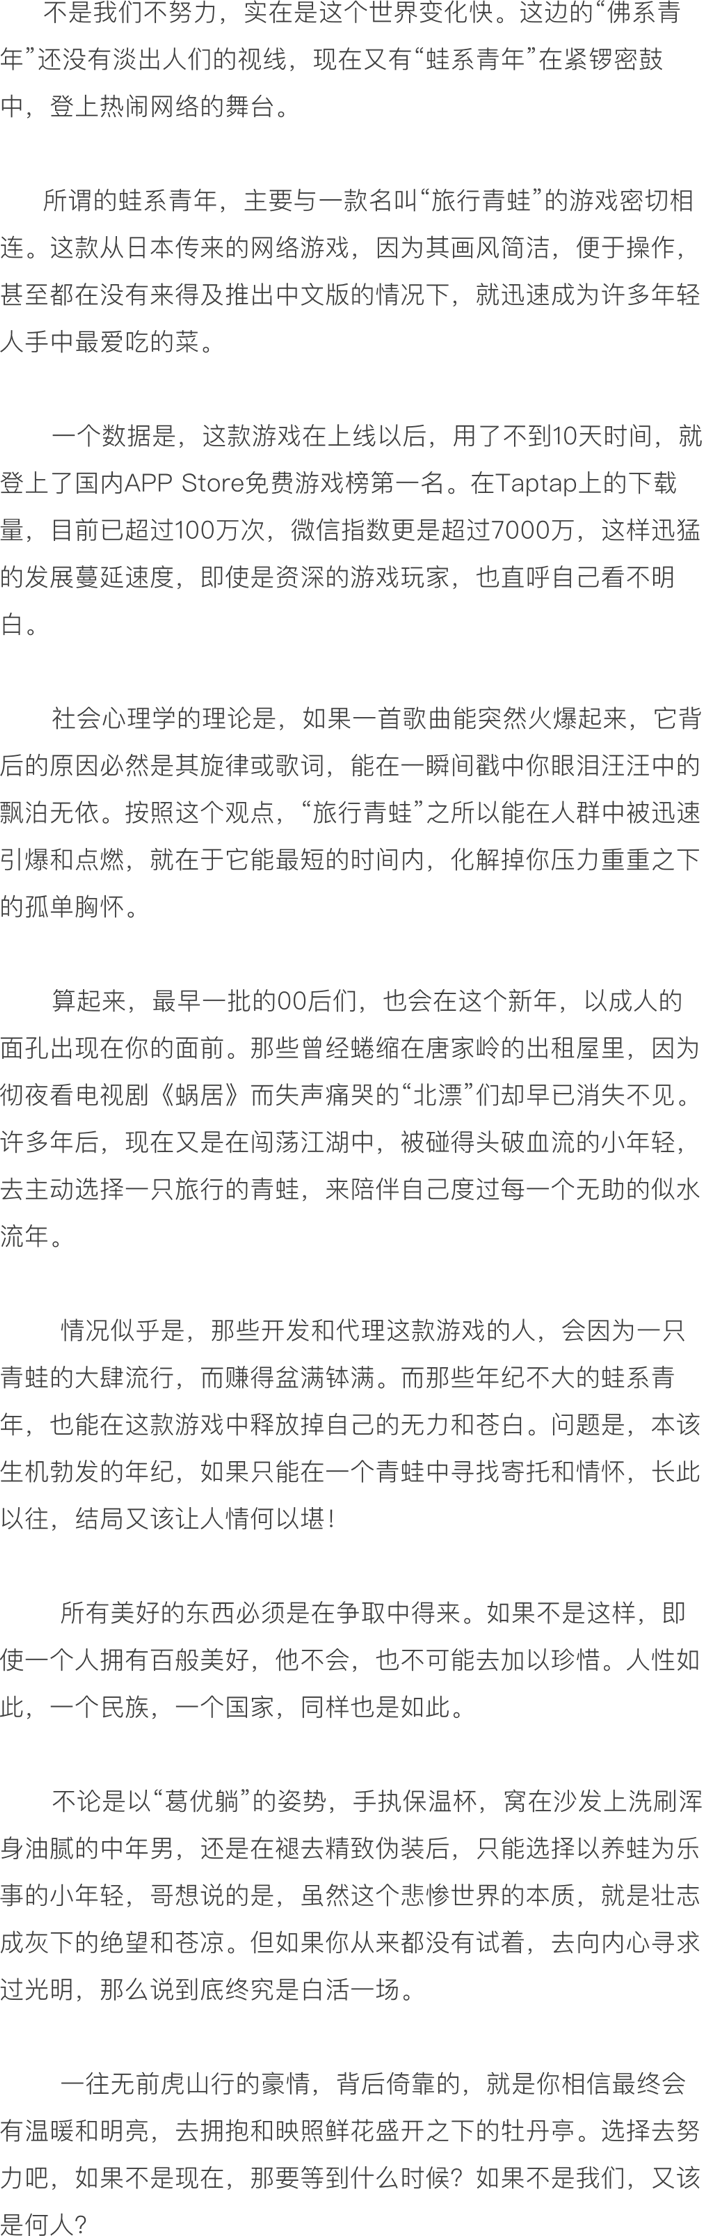 不是我们不努力，实在是这个世界变化快。这边的“佛系青
年”还没有淡出人们的视线，现在又有“蛙系青年”在紧锣密鼓
中，登上热闹网络的舞台。
所谓的蛙系青年，主要与一款名叫“旅行青蛙”的游戏密切相
连。这款从日本传来的网络游戏，因为其画风简洁，便于操作，
甚至都在没有来得及推出中文版的情况下，就迅速成为许多年轻
人手中最爱吃的菜。
一个数据是，这款游戏在上线以后，用了不到10天时间，就
登上了国内APP Store免费游戏榜第一名。在Taptap上的下载
量，目前已超过100万次，微信指数更是超过7000万，这样迅猛
的发展蔓延速度，即使是资深的游戏玩家，也直呼自己看不明
白。
社会心理学的理论是，如果一首歌曲能突然火爆起来，它背
后的原因必然是其旋律或歌词，能在一瞬间戳中你眼泪汪汪中的
飘泊无依。按照这个观点，“旅行青蛙”之所以能在人群中被迅速
引爆和点燃，就在于它能最短的时间内，化解掉你压力重重之下
的孤单胸怀。
算起来，最早一批的00后们，也会在这个新年，以成人的
面孔出现在你的面前。那些曾经蜷缩在唐家岭的出租屋里，因为
彻夜看电视剧《蜗居》而失声痛哭的“北漂”们却早已消失不见。
许多年后，现在又是在闯荡江湖中，被碰得头破血流的小年轻，
去主动选择一只旅行的青蛙，来陪伴自己度过每一个无助的似水
流年。
情况似乎是，那些开发和代理这款游戏的人，会因为一只
青蛙的大肆流行，而赚得盆满钵满。而那些年纪不大的蛙系青
年，也能在这款游戏中释放掉自己的无力和苍白。问题是，本该
生机勃发的年纪，如果只能在一个青蛙中寻找寄托和情怀，长此
以往，结局又该让人情何以堪！
所有美好的东西必须是在争取中得来。如果不是这样，即
使一个人拥有百般美好，他不会，也不可能去加以珍惜。人性如
此，一个民族，一个国家，同样也是如此。
不论是以“葛优躺”的姿势，手执保温杯，窝在沙发上洗刷浑
身油腻的中年男，还是在褪去精致伪装后，只能选择以养蛙为乐
事的小年轻，哥想说的是，虽然这个悲惨世界的本质，就是壮志
成灰下的绝望和苍凉。但如果你从来都没有试着，去向内心寻求
过光明，那么说到底终究是白活一场。
一往无前虎山行的豪情，背后倚靠的，就是你相信最终会
有温暖和明亮，去拥抱和映照鲜花盛开之下的牡丹亭。选择去努
力吧，如果不是现在，那要等到什么时候？如果不是我们，又该
是何人？